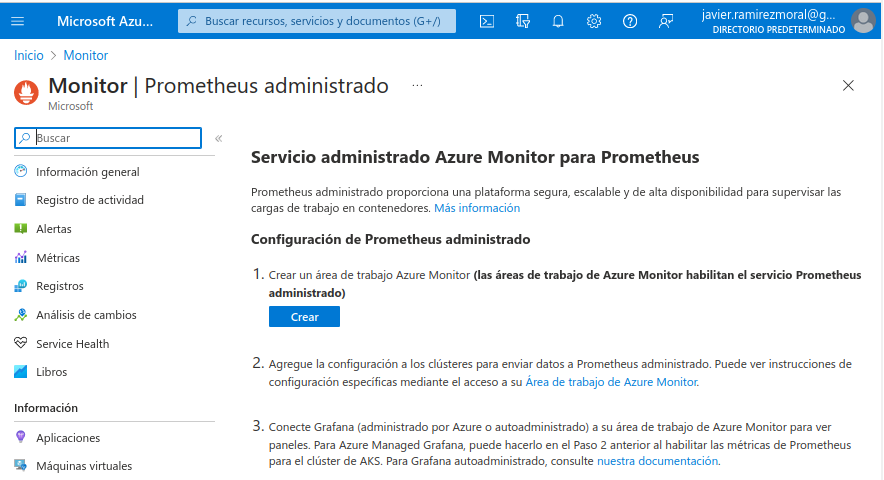 Microsoft Azu...
Buscar recursos, servicios y documentos (G+/)
javier.ramirezmoral@g...
DIRECTORIO PREDETERMINADO
Inicio > Monitor
Monitor | Prometheus administrado ...
Microsoft
Buscar
«
Información general
Registro de actividad
Alertas
Métricas
Registros
Análisis de cambios
Service Health
Libros
Información
Aplicaciones
Máquinas virtuales
Servicio administrado Azure Monitor para Prometheus
Prometheus administrado proporciona una plataforma segura, escalable y de alta disponibilidad para supervisar las
cargas de trabajo en contenedores. Más información
Configuración de Prometheus administrado
1. Crear un área de trabajo Azure Monitor (las áreas de trabajo de Azure Monitor habilitan el servicio Prometheus
administrado)
Crear
2. Agregue la configuración a los clústeres para enviar datos a Prometheus administrado. Puede ver instrucciones de
configuración específicas mediante el acceso a su Área de trabajo de Azure Monitor.
3. Conecte Grafana (administrado por Azure o autoadministrado) a su área de trabajo de Azure Monitor para ver
paneles. Para Azure Managed Grafana, puede hacerlo en el Paso 2 anterior al habilitar las métricas de Prometheus
para el clúster de AKS. Para Grafana autoadministrado, consulte nuestra documentación.